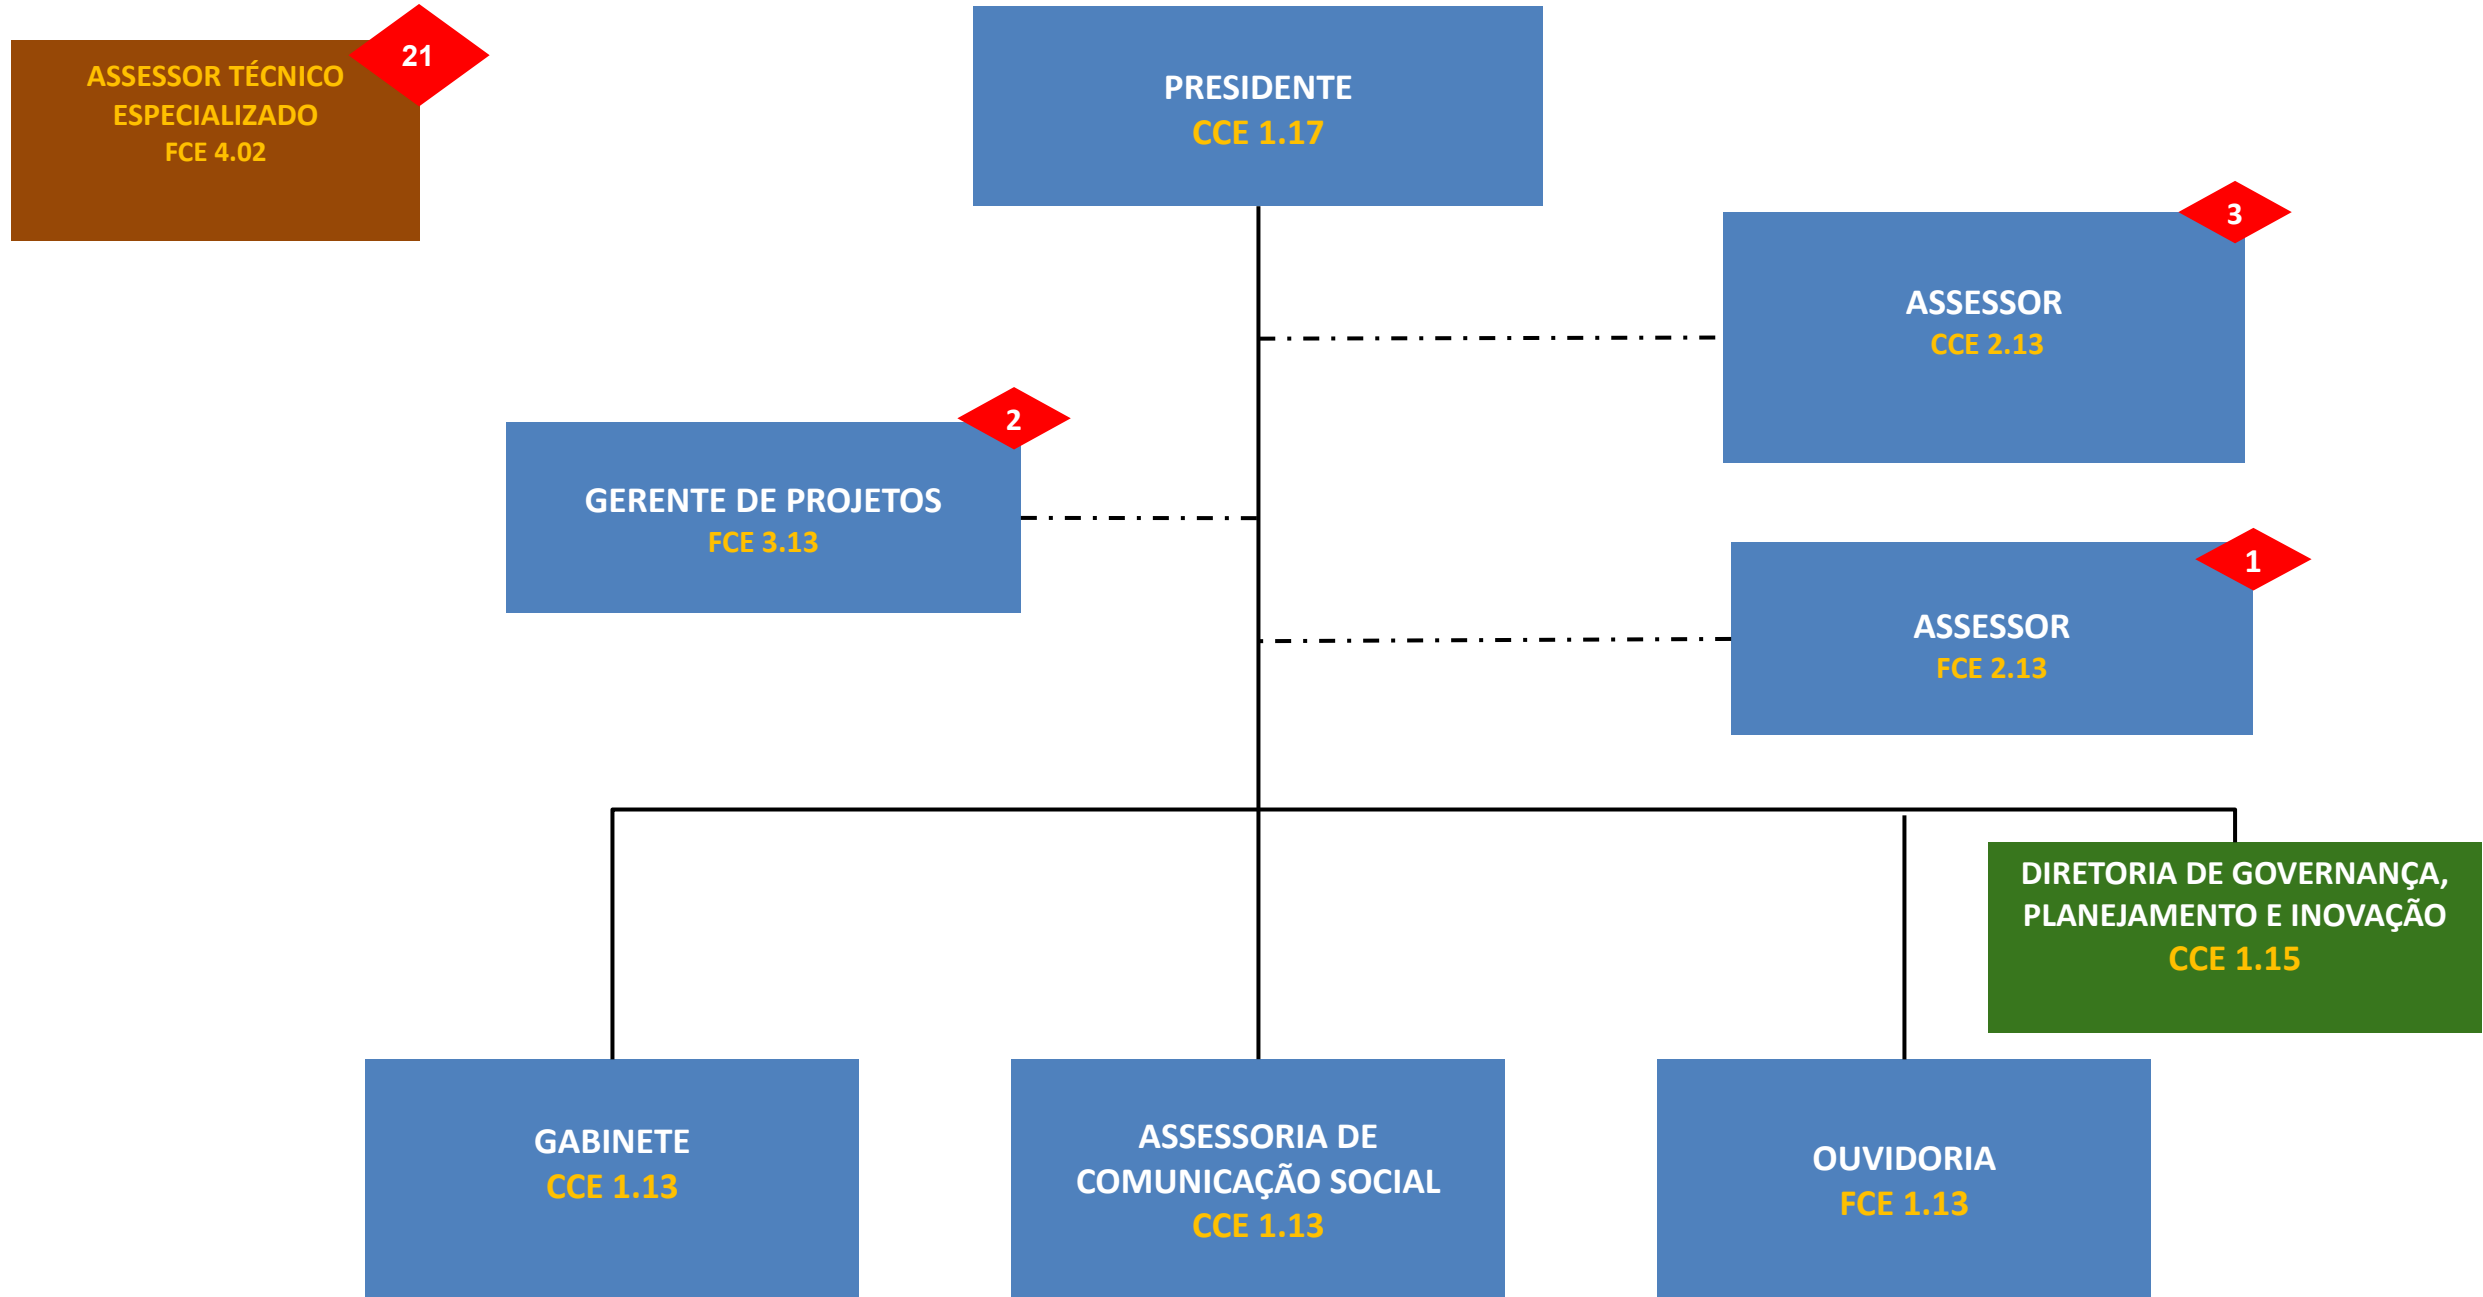 21
ASSESSOR TÉCNICO
ESPECIALIZADO
FCE 4.02
PRESIDENTE
CCE 1.17
3
ASSESSOR
CCE 2.13
2
GERENTE DE PROJETOS
FCE 3.13
1
ASSESSOR
FCE 2.13
DIRETORIA DE GOVERNANÇA,
PLANEJAMENTO E INOVAÇÃO
CCE 1.15
GABINETE
CCE 1.13
ASSESSORIA DE
COMUNICAÇÃO SOCIAL
CCE 1.13
OUVIDORIA
FCE 1.13